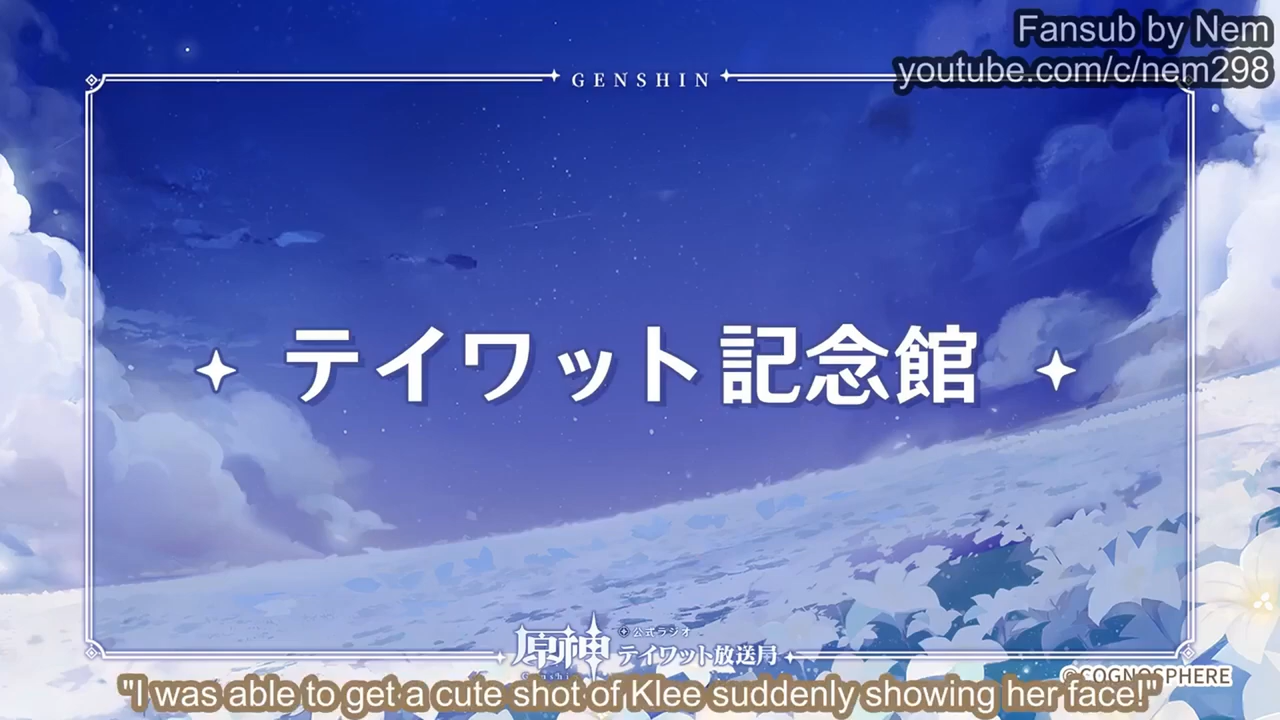 Fansub by Nem
youtube.com/c/nem298
GENSHIN
テイワット記念館
原神
Genshi
公式ラジオ
テイワット放送局
©COGNOSPHERE
"I was able to get a cute shot of Klee suddenly showing her face!"